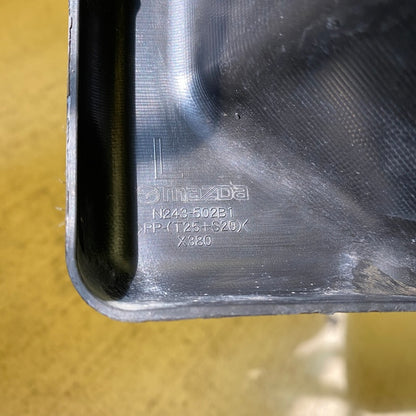 L
mazda
N243-502B1
>PP-(T25+S20)<
X380